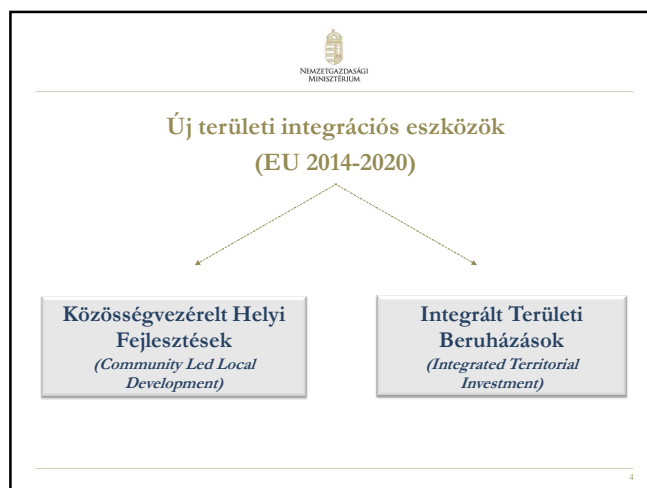 NEMZETGAZDASÁGI
MINISZTÉRIUM
Új területi integrációs eszközök
(EU 2014-2020)
Közösségvezérelt Helyi
Fejlesztések
(Community Led Local
Development)
Integrált Területi
Beruházások
(Integrated Territorial
Investment)
4